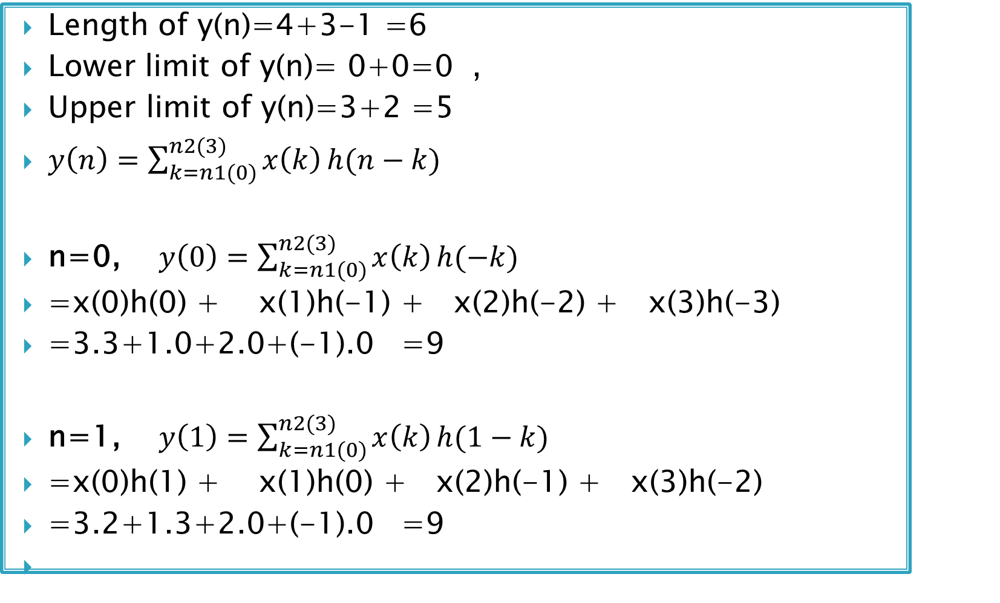 Length of y(n)=4+3-1 =6
Lower limit of y(n)= 0+0=0 ,
Upper limit of y(n)=3+2 =5
y(n) = ∑_{k=n1(0)}^{n2(3)} x(k) h(n − k)
n=0, y(0) = ∑_{k=n1(0)}^{n2(3)} x(k) h(−k)
=x(0)h(0) + x(1)h(-1) + x(2)h(-2) + x(3)h(-3)
=3.3+1.0+2.0+(-1).0 =9
n=1, y(1) = ∑_{k=n1(0)}^{n2(3)} x(k) h(1 − k)
=x(0)h(1) + x(1)h(0) + x(2)h(-1) + x(3)h(-2)
=3.2+1.3+2.0+(-1).0 =9